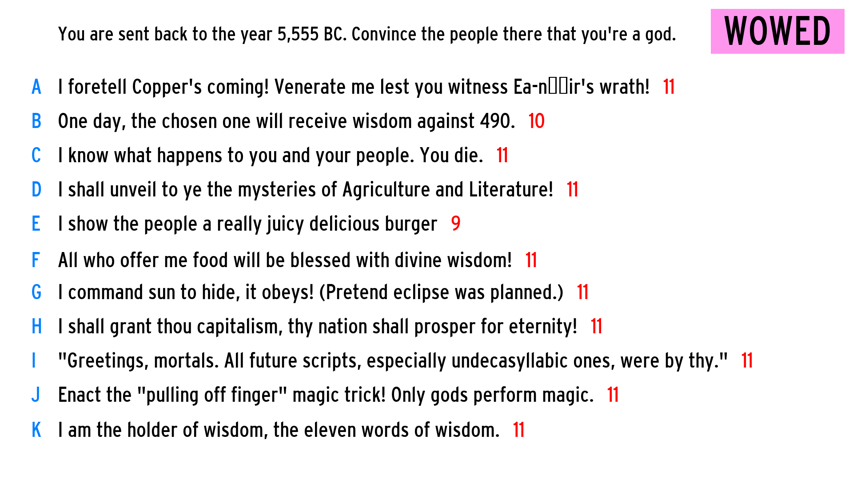 You are sent back to the year 5,555 BC. Convince the people there that you're a god.
WOWED
A I foretell Copper's coming! Venerate me lest you witness Ea-n▯▯ir's wrath! 11
B One day, the chosen one will receive wisdom against 490. 10
C I know what happens to you and your people. You die. 11
D I shall unveil to ye the mysteries of Agriculture and Literature! 11
E I show the people a really juicy delicious burger 9
F All who offer me food will be blessed with divine wisdom! 11
G I command sun to hide, it obeys! (Pretend eclipse was planned.) 11
H I shall grant thou capitalism, thy nation shall prosper for eternity! 11
I "Greetings, mortals. All future scripts, especially undecasyllabic ones, were by thy." 11
J Enact the "pulling off finger" magic trick! Only gods perform magic. 11
K I am the holder of wisdom, the eleven words of wisdom. 11